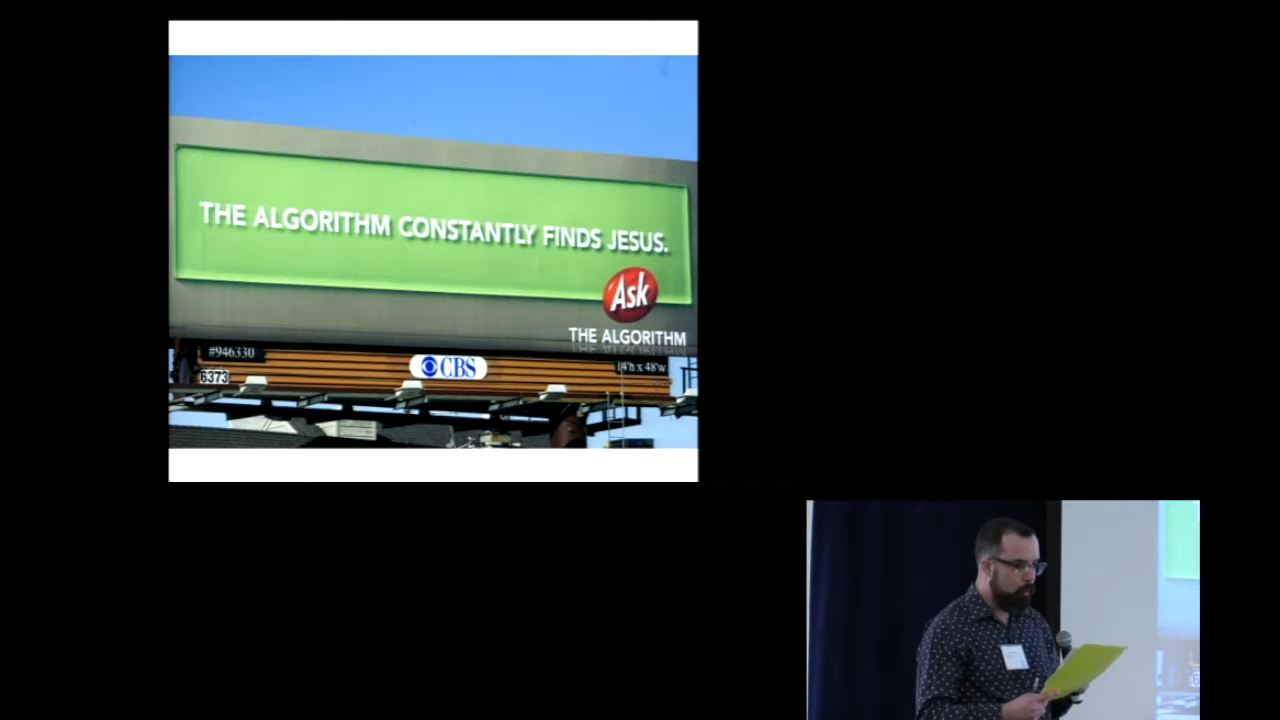 THE ALGORITHM CONSTANTLY FINDS JESUS.
Ask
THE ALGORITHM
#946330
CBS
14'h x 48'w
6373